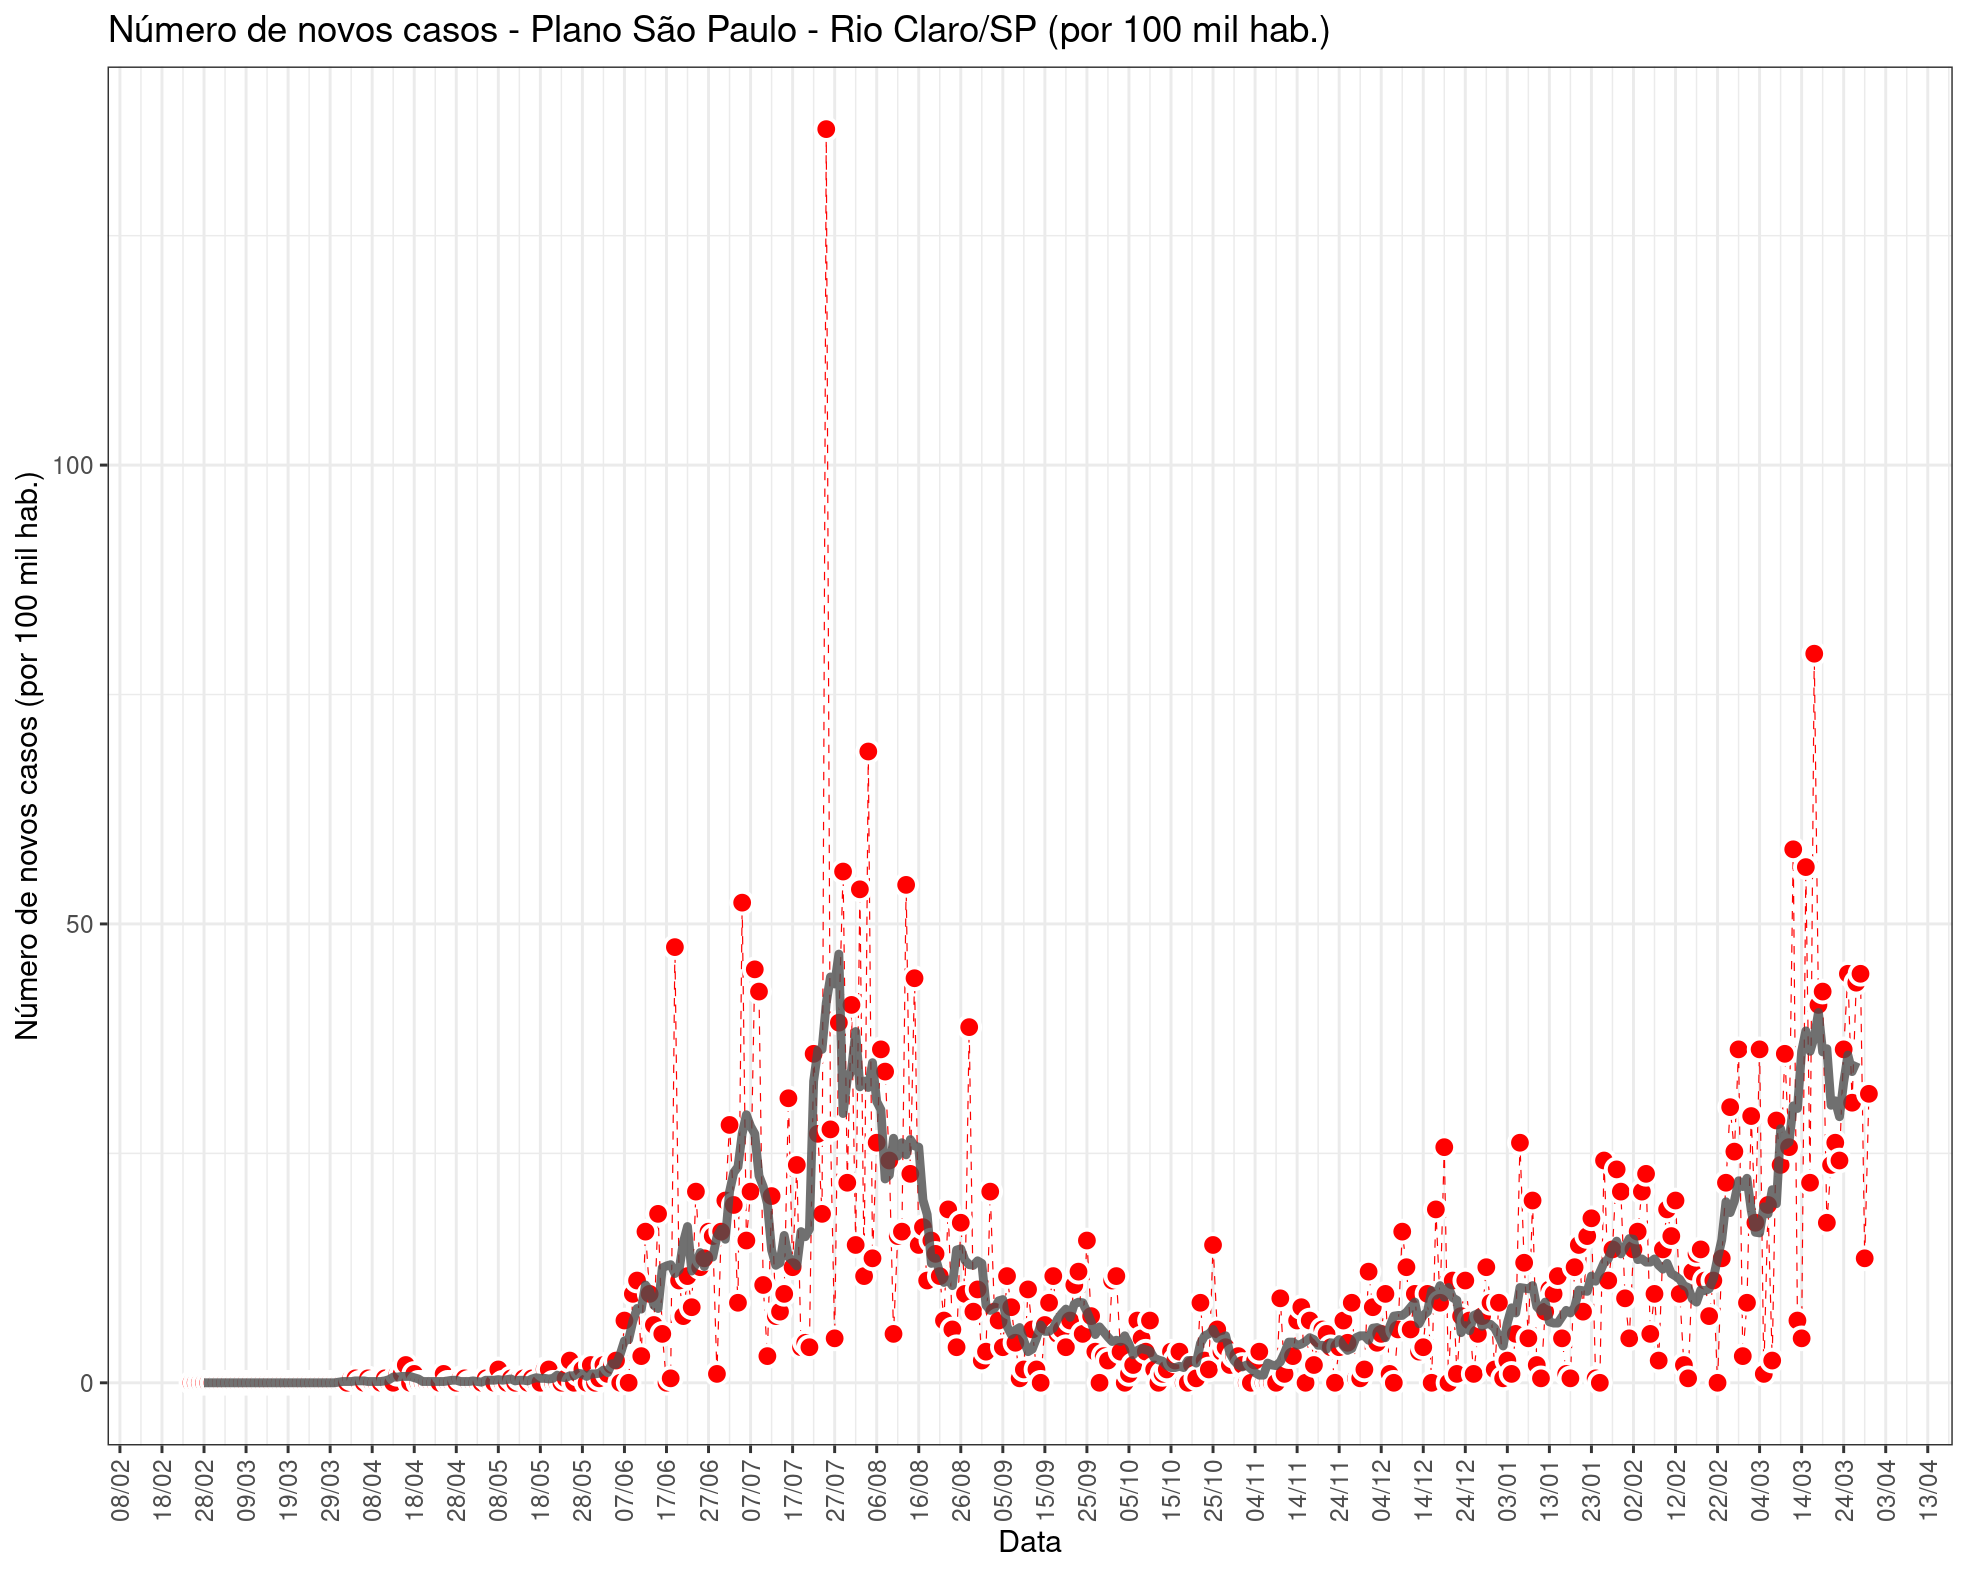 Número de novos casos - Plano São Paulo - Rio Claro/SP (por 100 mil hab.)
Número de novos casos (por 100 mil hab.)
100
50
0
08/02 18/02 28/02 09/03 19/03 29/03 08/04 18/04 28/04 08/05 18/05 28/05 07/06 17/06 27/06 07/07 17/07 27/07 06/08 16/08 26/08 05/09 15/09 25/09 05/10 15/10 25/10 04/11 14/11 24/11 04/12 14/12 24/12 03/01 13/01 23/01 02/02 12/02 22/02 04/03 14/03 24/03 03/04 13/04
Data